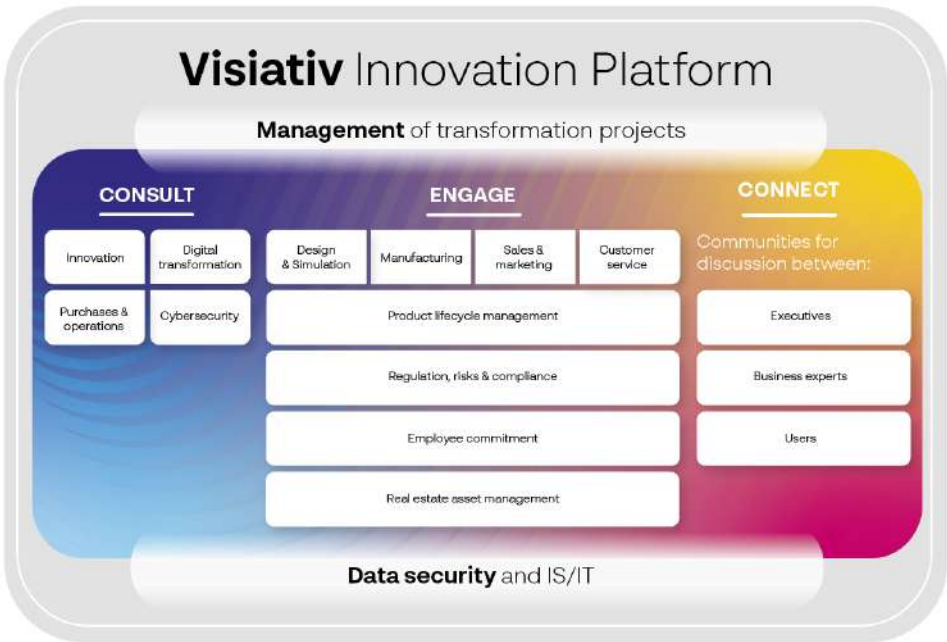 Visiativ Innovation Platform
Management of transformation projects
CONSULT
Innovation
Digital
transformation
Purchases &
operations
Cybersecurity
ENGAGE
Design
& Simulation
Manufacturing
Sales &
marketing
Customer
service
Product lifecycle management
Regulation, risks & compliance
Employee commitment
Real estate asset management
CONNECT
Communities for
discussion between:
Executives
Business experts
Users
Data security and IS/IT